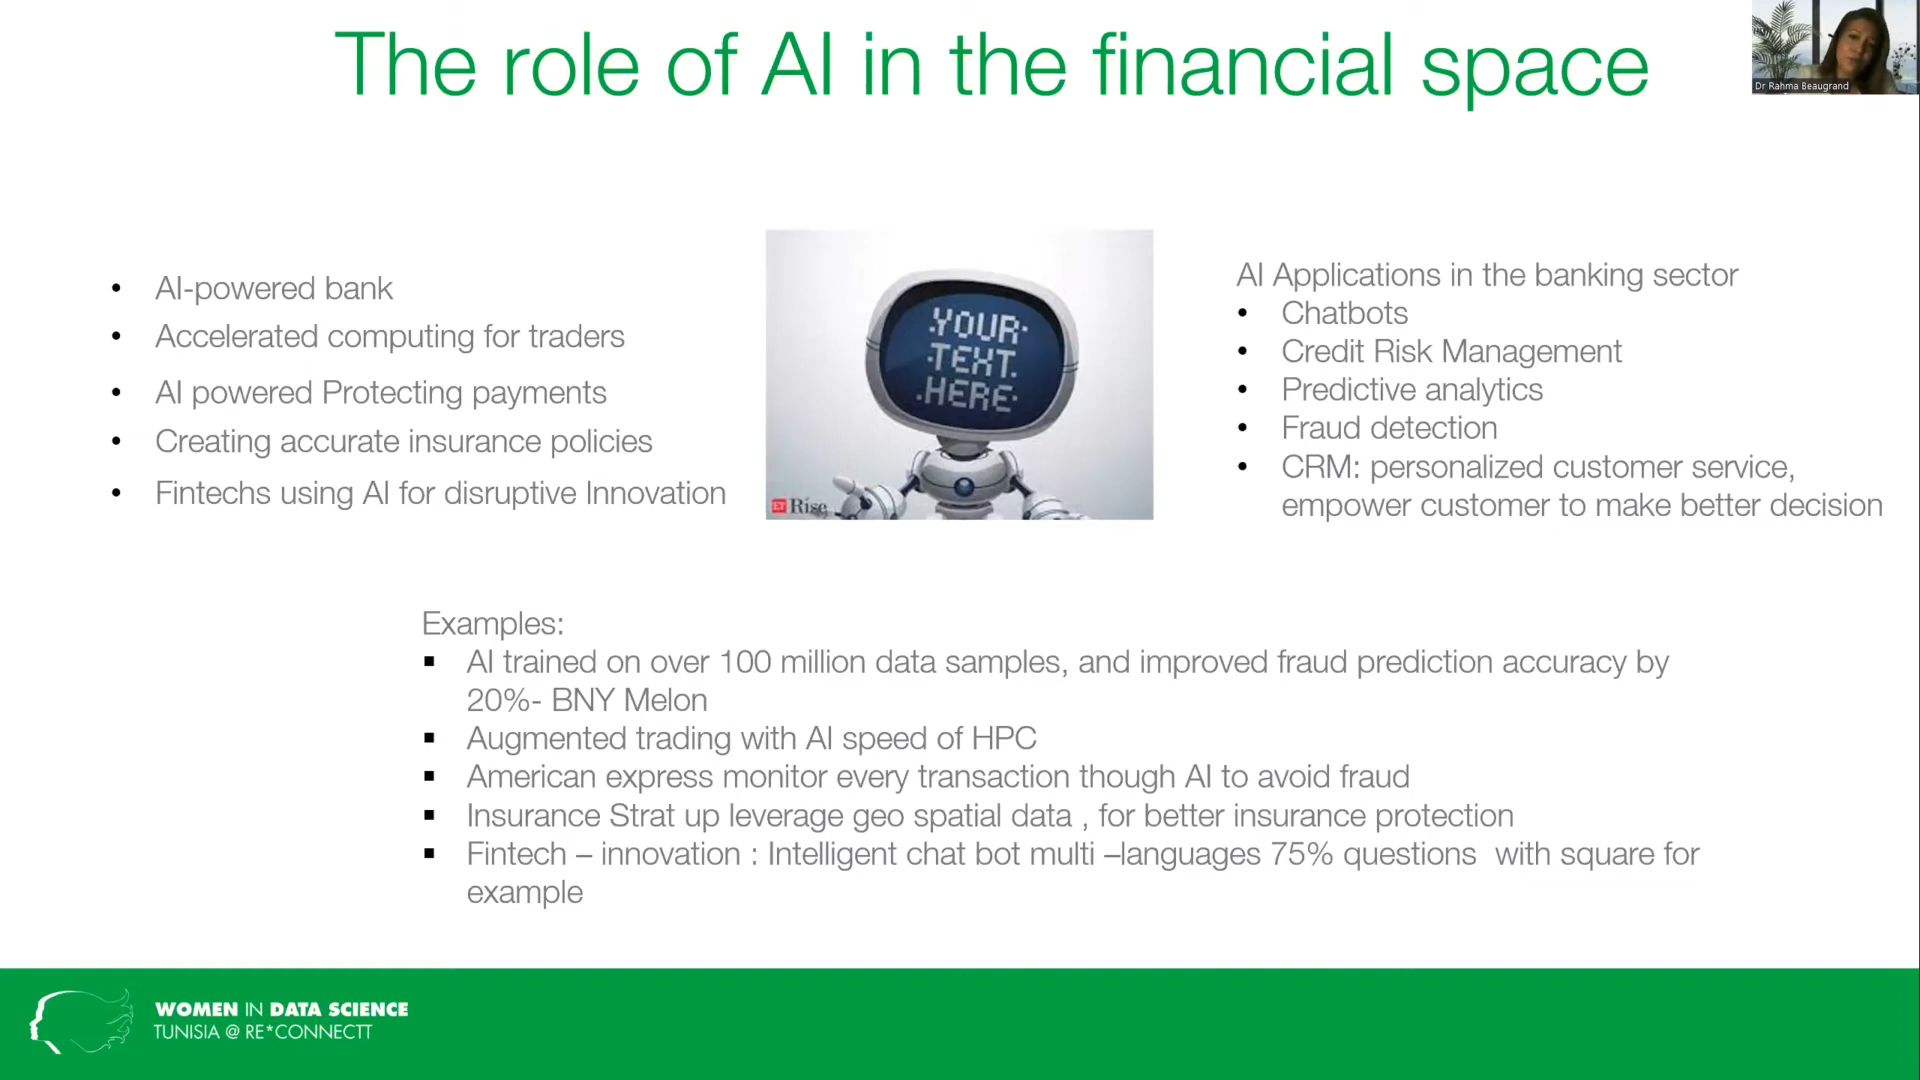 The role of AI in the financial space
Dr Rahma Beaugrand
• AI-powered bank
• Accelerated computing for traders
• AI powered Protecting payments
• Creating accurate insurance policies
• Fintechs using AI for disruptive Innovation
YOUR
TEXT
HERE
ET Rise
AI Applications in the banking sector
• Chatbots
• Credit Risk Management
• Predictive analytics
• Fraud detection
• CRM: personalized customer service,
empower customer to make better decision
Examples:
▪ AI trained on over 100 million data samples, and improved fraud prediction accuracy by
20%- BNY Melon
▪ Augmented trading with AI speed of HPC
▪ American express monitor every transaction though AI to avoid fraud
▪ Insurance Strat up leverage geo spatial data , for better insurance protection
▪ Fintech – innovation : Intelligent chat bot multi –languages 75% questions with square for
example
WOMEN IN DATA SCIENCE
TUNISIA @ RE*CONNECTT